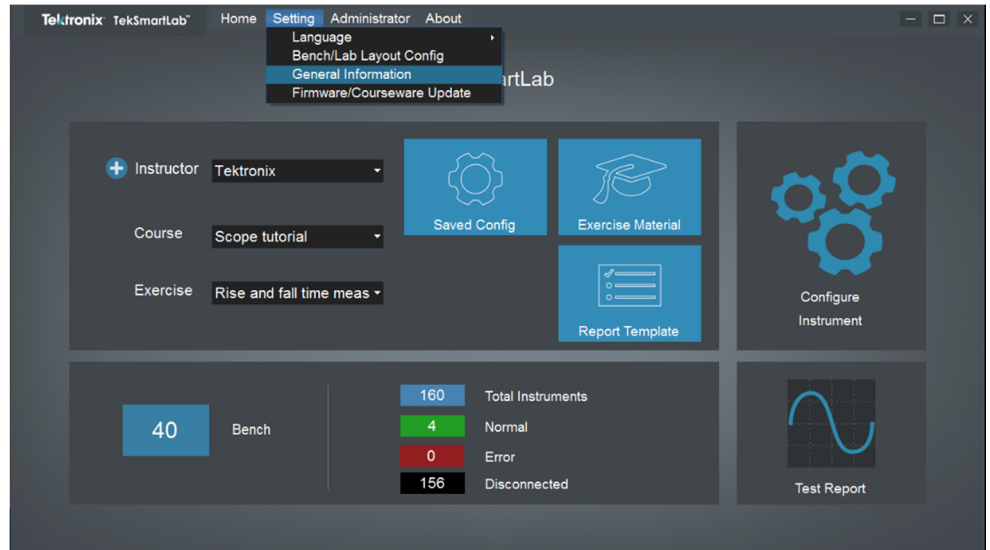 Tektronix TekSmartLab™ Home Setting Administrator About
Language
Bench/Lab Layout Config
General Information
Firmware/Courseware Update
artLab
Instructor Tektronix
Course Scope tutorial
Exercise Rise and fall time meas
Saved Config
Exercise Material
Report Template
Configure
Instrument
40 Bench
160 Total Instruments
4 Normal
0 Error
156 Disconnected
Test Report